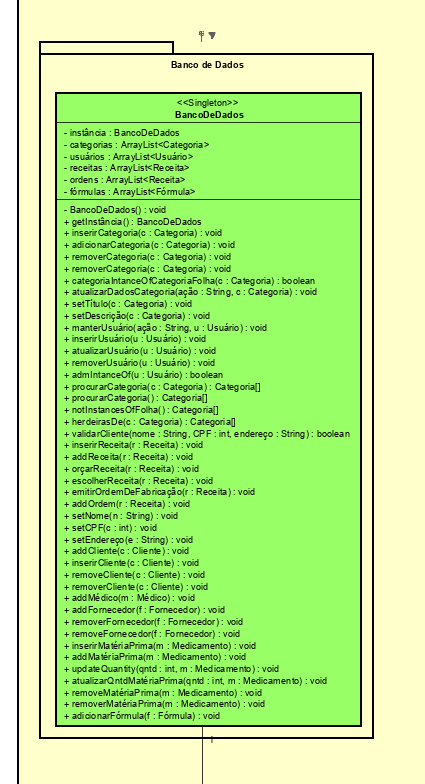 Banco de Dados
<<Singleton>>
BancoDeDados
- instância : BancoDeDados
- categorias : ArrayList<Categoria>
- usuários : ArrayList<Usuário>
- receitas : ArrayList<Receita>
- ordens : ArrayList<Receita>
- fórmulas : ArrayList<Fórmula>
- BancoDeDados() : void
+ getInstância() : BancoDeDados
+ inserirCategoria(c : Categoria) : void
+ adicionarCategoria(c : Categoria) : void
+ removerCategoria(c : Categoria) : void
+ removerCategoria(c : Categoria) : void
+ categoriaIntanceOfCategoriaFolha(c : Categoria) : boolean
+ atualizarDadosCategoria(ação : String, c : Categoria) : void
+ setTítulo(c : Categoria) : void
+ setDescrição(c : Categoria) : void
+ manterUsuário(ação : String, u : Usuário) : void
+ inserirUsuário(u : Usuário) : void
+ atualizarUsuário(u : Usuário) : void
+ removerUsuário(u : Usuário) : void
+ admIntanceOf(u : Usuário) : boolean
+ procurarCategoria(c : Categoria) : Categoria[]
+ procurarCategoria() : Categoria[]
+ notInstancesOfFolha() : Categoria[]
+ herdeirasDe(c : Categoria) : Categoria[]
+ validarCliente(nome : String, CPF : int, endereço : String) : boolean
+ inserirReceita(r : Receita) : void
+ addReceita(r : Receita) : void
+ orçarReceita(r : Receita) : void
+ escolherReceita(r : Receita) : void
+ emitirOrdemDeFabricação(r : Receita) : void
+ addOrdem(r : Receita) : void
+ setNome(n : String) : void
+ setCPF(c : int) : void
+ setEndereço(e : String) : void
+ addCliente(c : Cliente) : void
+ inserirCliente(c : Cliente) : void
+ removeCliente(c : Cliente) : void
+ removerCliente(c : Cliente) : void
+ addMédico(m : Médico) : void
+ addFornecedor(f : Fornecedor) : void
+ removerFornecedor(f : Fornecedor) : void
+ removeFornecedor(f : Fornecedor) : void
+ inserirMatériaPrima(m : Medicamento) : void
+ addMatériaPrima(m : Medicamento) : void
+ updateQuantity(qntd : int, m : Medicamento) : void
+ atualizarQntdMatériaPrima(qntd : int, m : Medicamento) : void
+ removeMatériaPrima(m : Medicamento) : void
+ removerMatériaPrima(m : Medicamento) : void
+ adicionarFórmula(f : Fórmula) : void